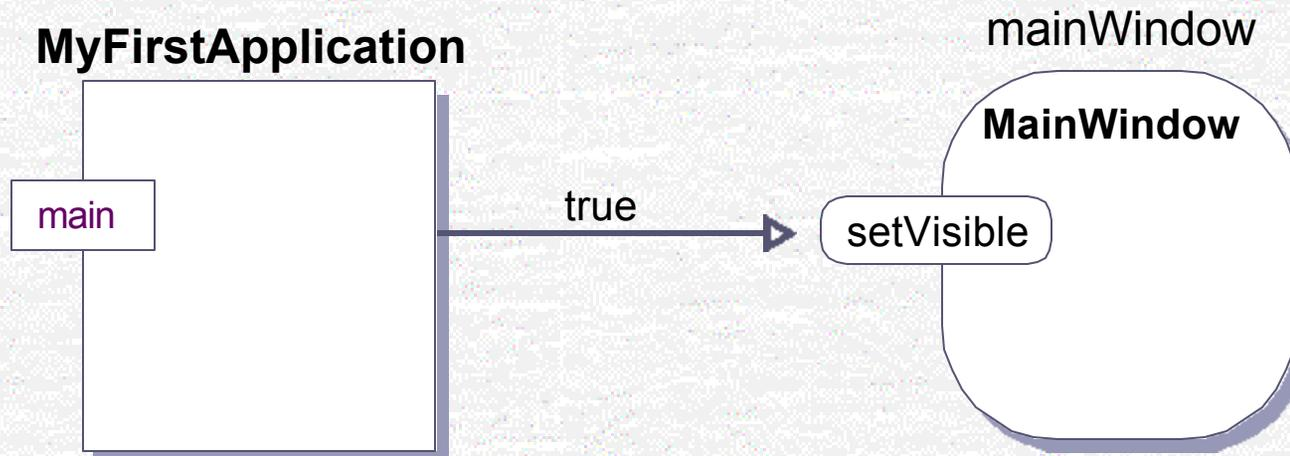 MyFirstApplication
main
true
mainWindow
MainWindow
setVisible